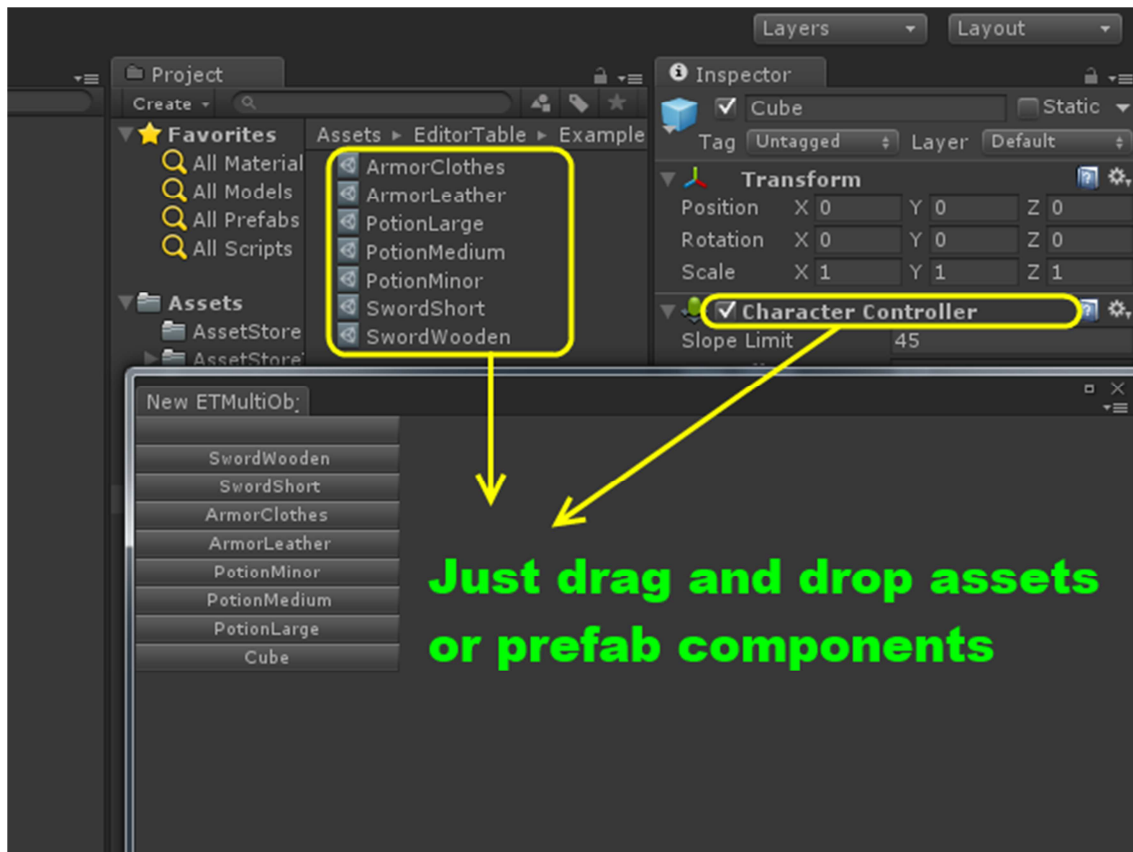 Layers
Layout
Project
Create
Favorites
All Material
All Models
All Prefabs
All Scripts
Assets
AssetStore
AssetStore
Assets ▸ EditorTable ▸ Example
ArmorClothes
ArmorLeather
PotionLarge
PotionMedium
PotionMinor
SwordShort
SwordWooden
Inspector
Cube
Static
Tag Untagged Layer Default
Transform
Position X 0 Y 0 Z 0
Rotation X 0 Y 0 Z 0
Scale X 1 Y 1 Z 1
Character Controller
Slope Limit 45
New ETMultiOb
SwordWooden
SwordShort
ArmorClothes
ArmorLeather
PotionMinor
PotionMedium
PotionLarge
Cube
Just drag and drop assets
or prefab components